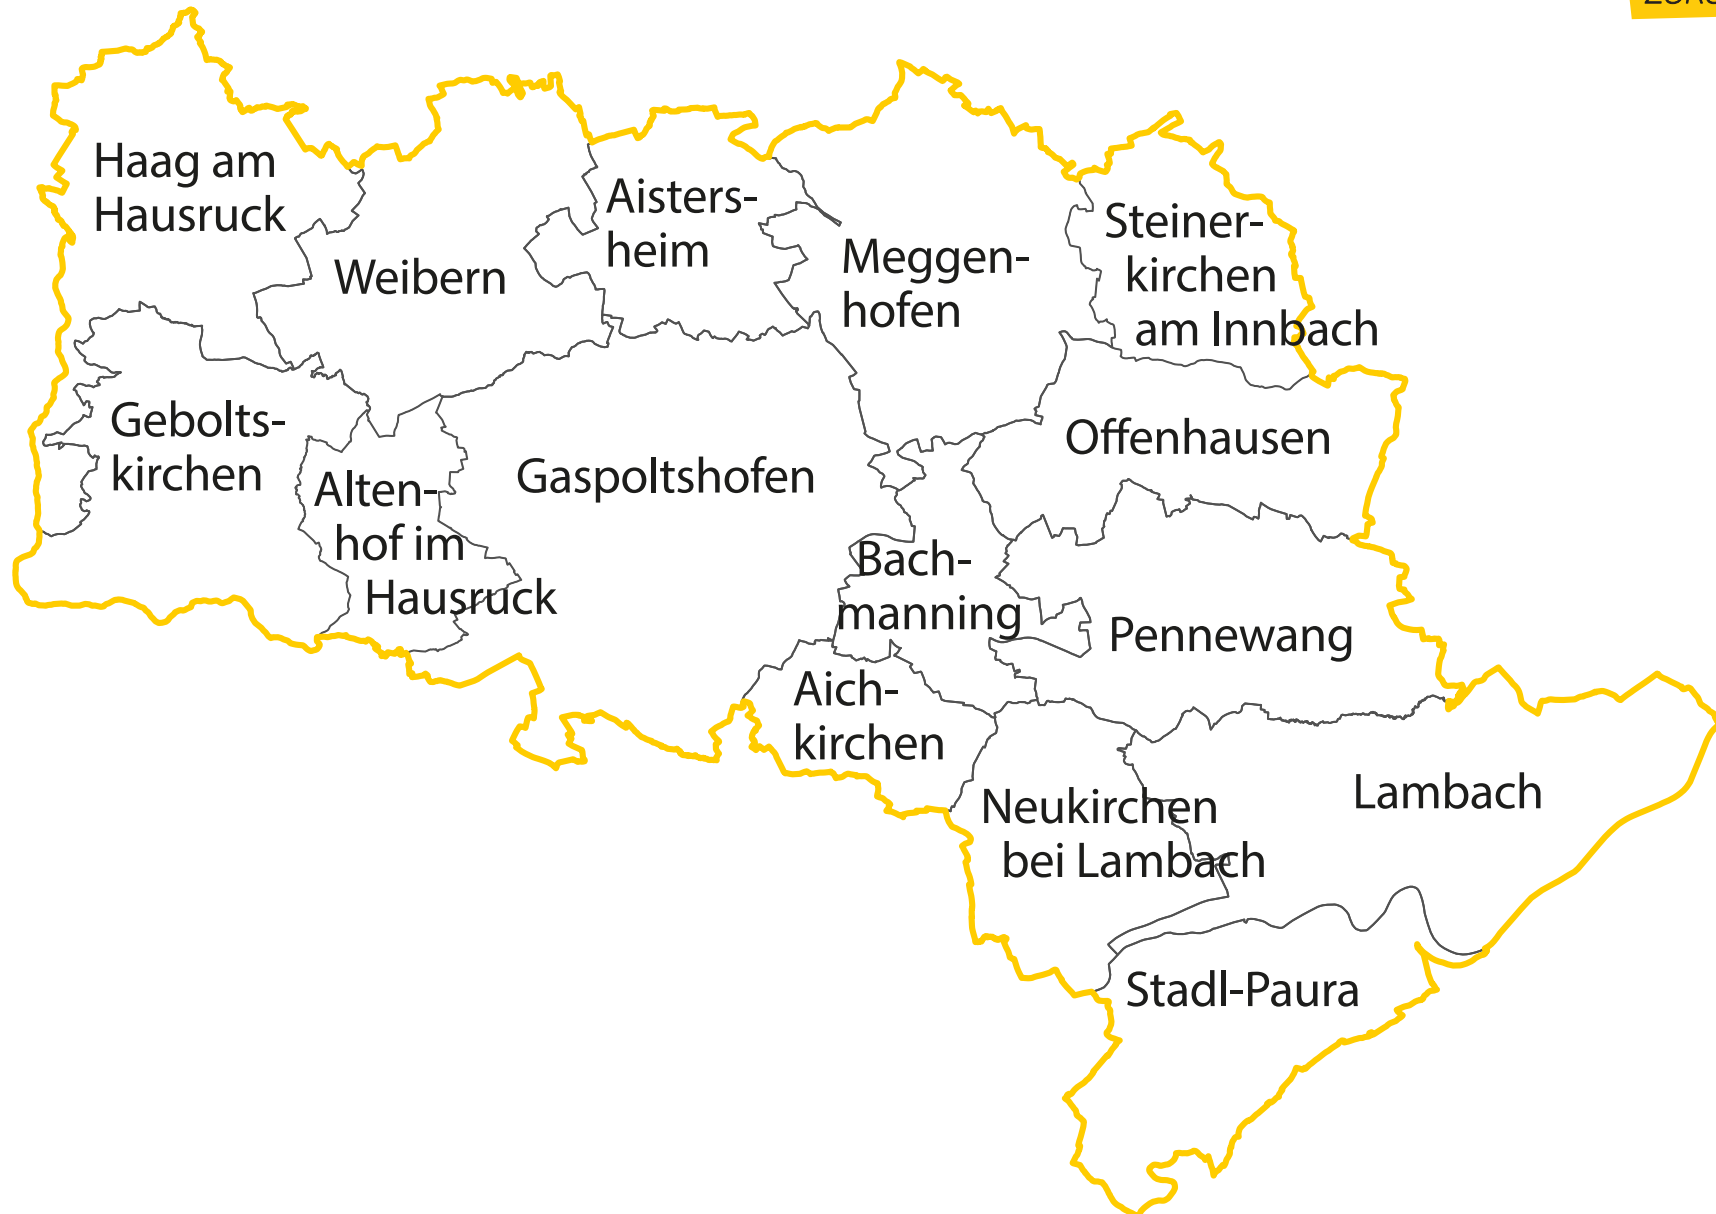 Haag am
Hausruck
Weibern
Aisters-
heim
Meggen-
hofen
Steiner-
kirchen
am Innbach
Gebolts-
kirchen
Alten-
hof im
Hausruck
Gaspoltshofen
Offenhausen
Bach-
manning
Pennewang
Aich-
kirchen
Neukirchen
bei Lambach
Lambach
Stadl-Paura